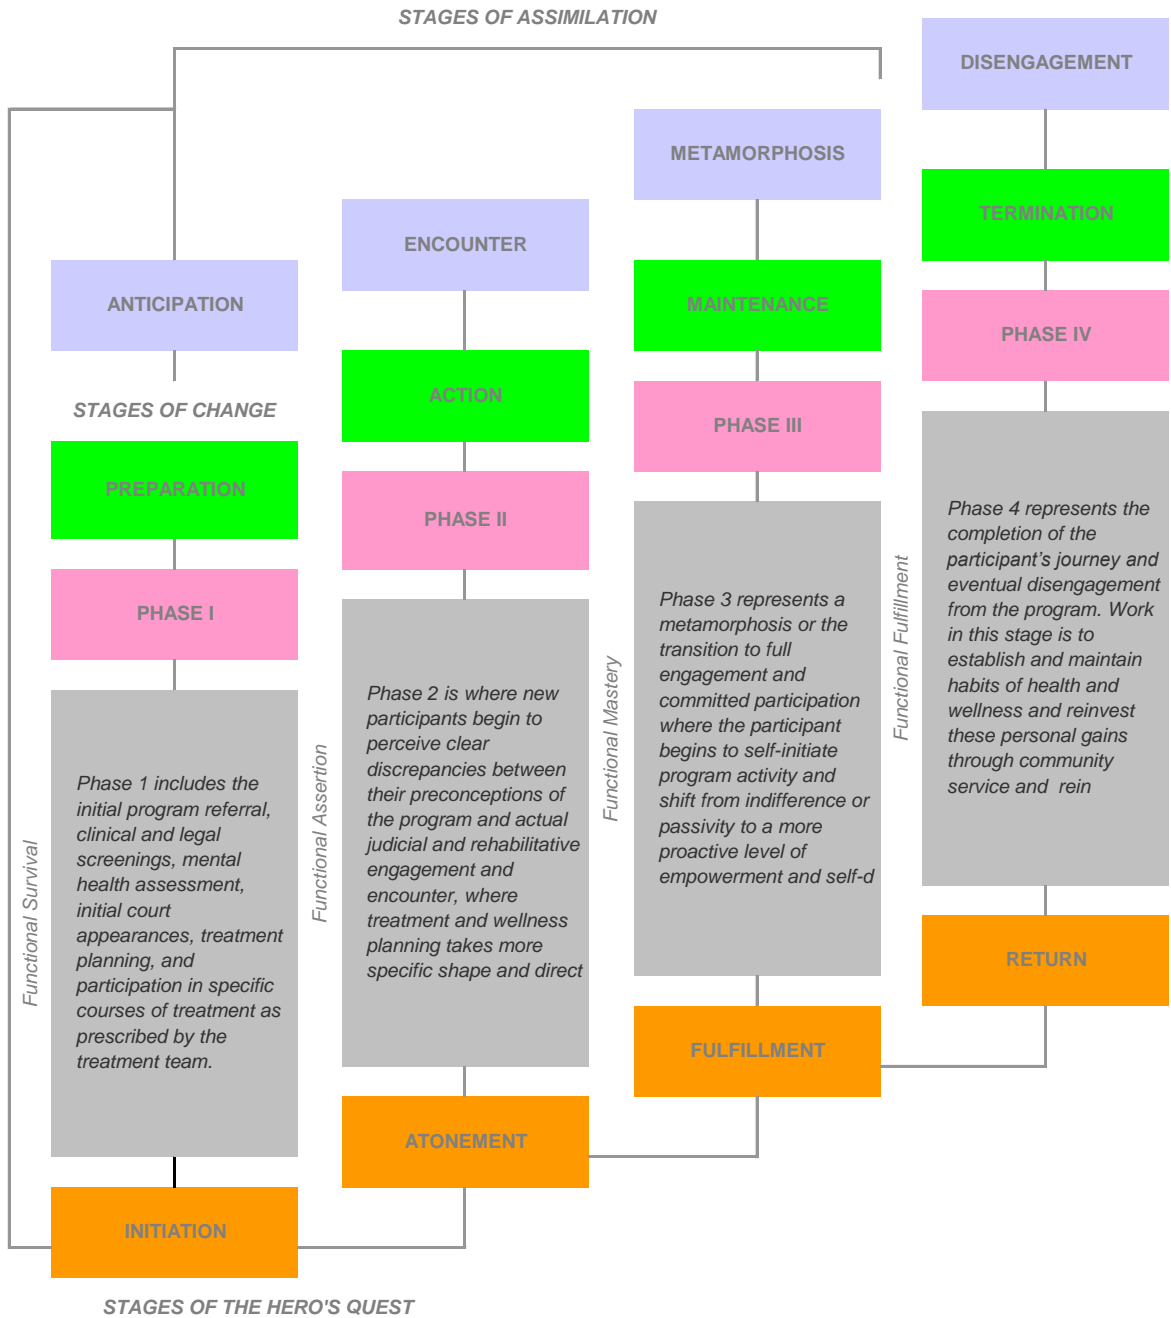 STAGES OF ASSIMILATION
ANTICIPATION
STAGES OF CHANGE
PREPARATION
PHASE I
Functional Survival
Phase 1 includes the
initial program referral,
clinical and legal
screenings, mental
health assessment,
initial court
appearances, treatment
planning, and
participation in specific
courses of treatment as
prescribed by the
treatment team.
INITIATION
ENCOUNTER
ACTION
PHASE II
Functional Assertion
Phase 2 is where new
participants begin to
perceive clear
discrepancies between
their preconceptions of
the program and actual
judicial and rehabilitative
engagement and
encounter, where
treatment and wellness
planning takes more
specific shape and direct
ATONEMENT
METAMORPHOSIS
MAINTENANCE
PHASE III
Functional Mastery
Phase 3 represents a
metamorphosis or the
transition to full
engagement and
committed participation
where the participant
begins to self-initiate
program activity and
shift from indifference or
passivity to a more
proactive level of
empowerment and self-d
FULFILLMENT
DISENGAGEMENT
TERMINATION
PHASE IV
Functional Fulfillment
Phase 4 represents the
completion of the
participant’s journey and
eventual disengagement
from the program. Work
in this stage is to
establish and maintain
habits of health and
wellness and reinvest
these personal gains
through community
service and  rein
RETURN
STAGES OF THE HERO'S QUEST